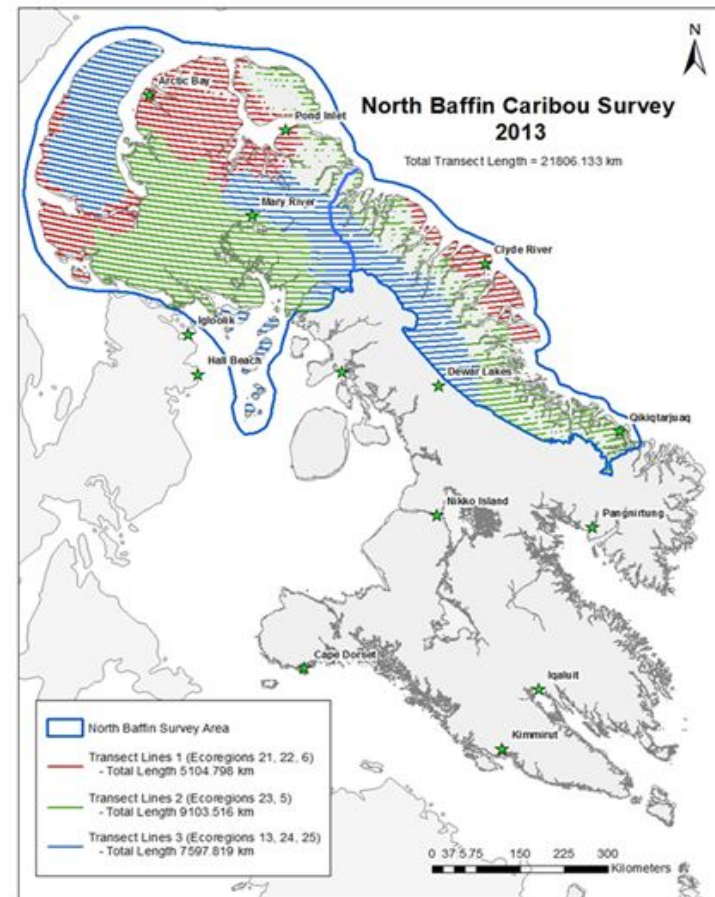 N
North Baffin Caribou Survey
2013
Total Transect Length = 21806.133 km
Arctic Bay
Pond Inlet
Mary River
Clyde River
Igloolik
Hall Beach
Dewar Lakes
Qikiqtarjuaq
Nikko Island
Pangnirtung
Cape Dorset
Iqaluit
Kimmirut
North Baffin Survey Area
Transect Lines 1 (Ecoregions 21, 22, 6)
- Total Length 5104.798 km
Transect Lines 2 (Ecoregions 23, 5)
- Total Length 9103.516 km
Transect Lines 3 (Ecoregions 13, 24, 25)
- Total Length 7597.819 km
0 37.5 75 150 225 300
Kilometers